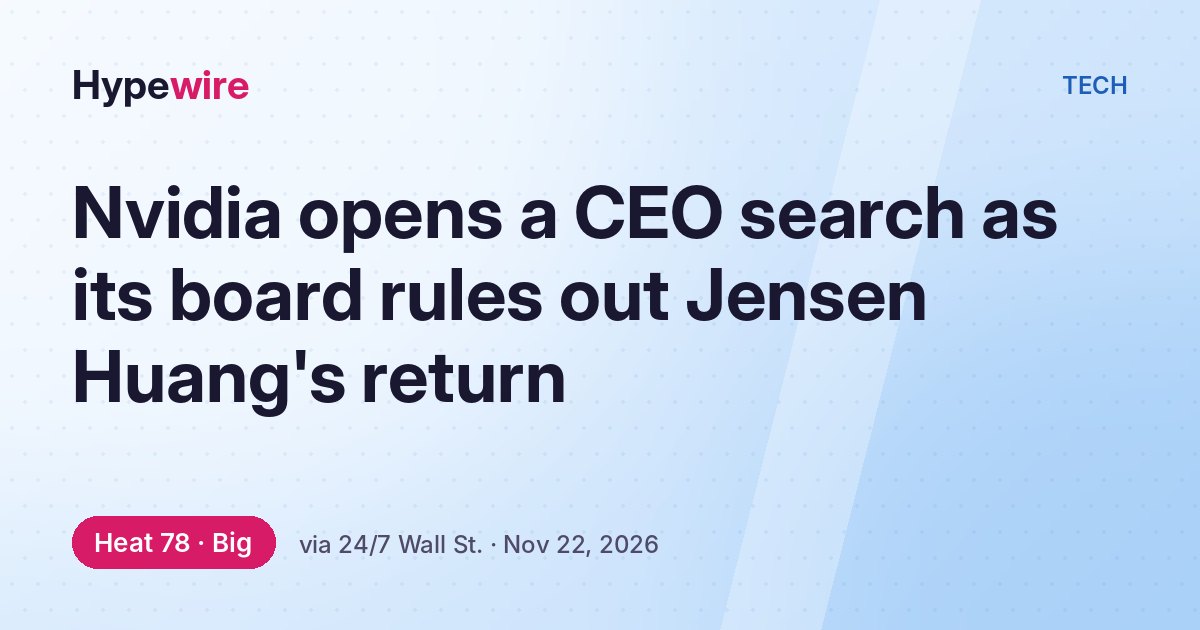 Hypewire
TECH
Nvidia opens a CEO search as
its board rules out Jensen
Huang's return
Heat 78 · Big
via 24/7 Wall St. · Nov 22, 2026